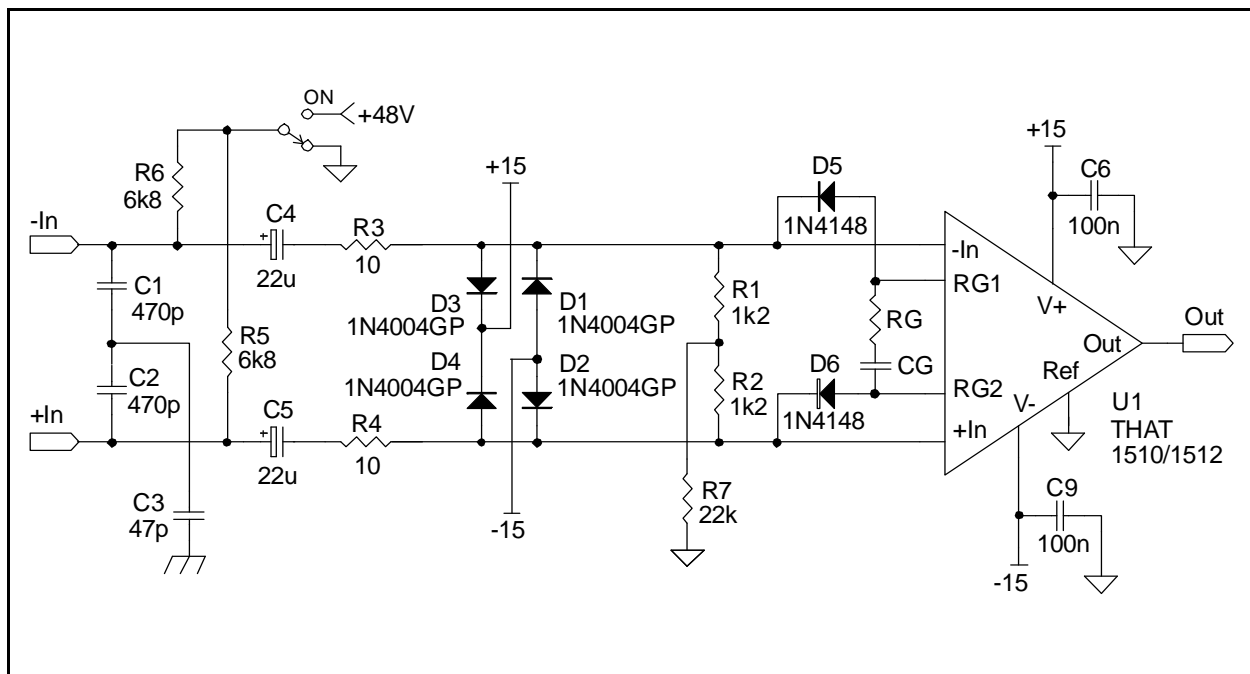 ON
+48V
R6
6k8
-In
C4
+
22u
R3
10
+15
D5
1N4148
+15
C6
100n
C1
470p
R5
6k8
D3
1N4004GP
D1
1N4004GP
R1
1k2
-In
RG1
RG
V+
Out
Out
C2
470p
D4
1N4004GP
D2
1N4004GP
R2
1k2
D6
1N4148
CG
RG2
Ref
V-
+In
+In
C5
+
22u
R4
10
U1
THAT
1510/1512
C3
47p
-15
R7
22k
C9
100n
-15